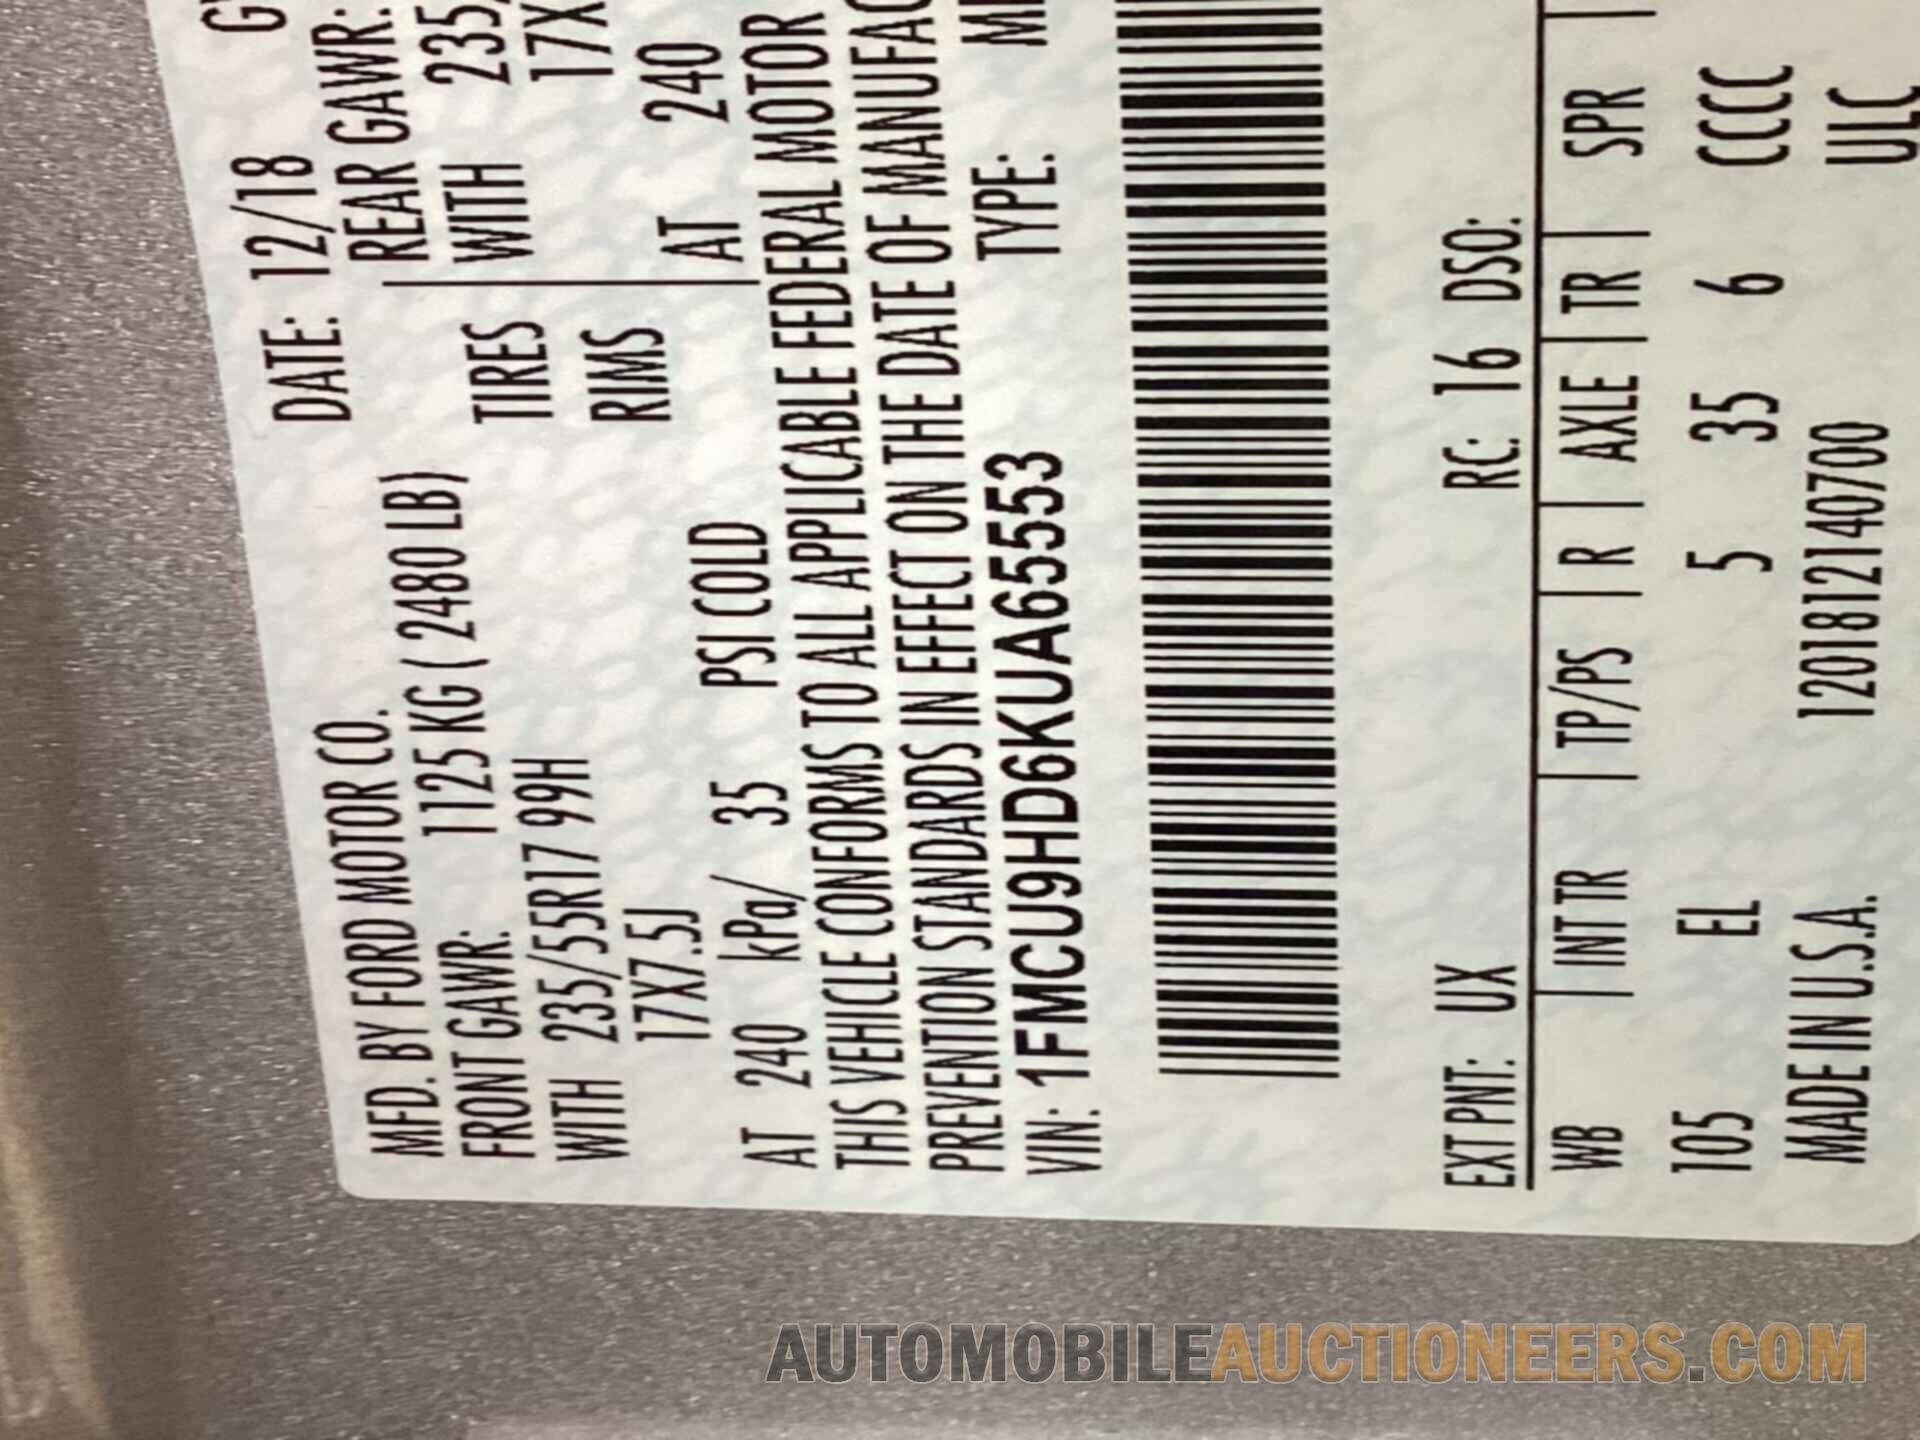 MFD. BY FORD MOTOR CO. DATE: 12/18
FRONT GAWR: 1125 KG ( 2480 LB) REAR GAWR:
WITH 235/55R17 99H TIRES WITH 235/
17X7.5J RIMS 17X
AT 240 kPa/ 35 PSI COLD AT 240
THIS VEHICLE CONFORMS TO ALL APPLICABLE FEDERAL MOTOR
PREVENTION STANDARDS IN EFFECT ON THE DATE OF MANUFAC
VIN: 1FMCU9HD6KUA65553 TYPE:
EXT PNT: UX RC: 16 DSO:
WB | INT TR | TP/PS | R | AXLE | TR | SPR |
105 EL 5 35 6 CCCC
MADE IN U.S.A. 1201812140700 ULC
AUTOMOBILEAUCTIONEERS.COM